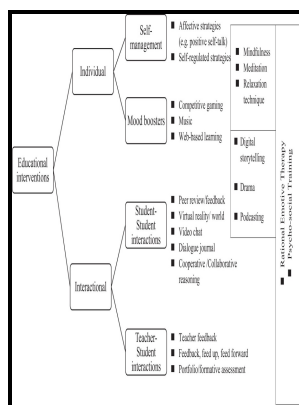 Educational
interventions
Individual
Interactional
Self-
management
Mood boosters
Student-
Student
interactions
Teacher-
Student
interactions
■ Affective strategies
(e.g. positive self-talk)
■ Self-regulated strategies
■ Competitive gaming
■ Music
■ Web-based learning
■ Peer review/feedback
■ Virtual reality/ world
■ Video chat
■ Dialogue journal
■ Cooperative /Collaborative
reasoning
■ Teacher feedback
■ Feedback, feed up, feed forward
■ Portfolio/formative assessment
■ Mindfulness
■ Meditation
■ Relaxation
technique
■ Digital
storytelling
■ Drama
■ Podcasting
■ Rational Emotive Therapy
■ Psycho-social Training